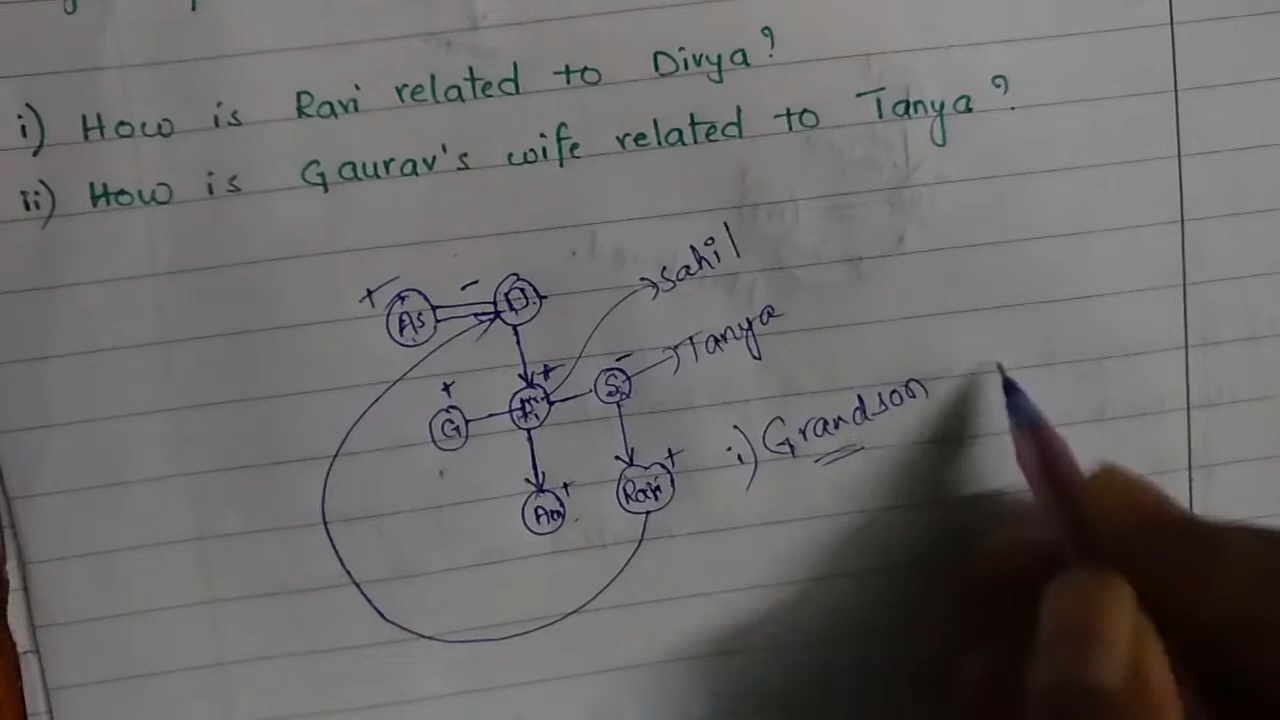 i) How is Ravi related to Divya?
ii) How is Gaurav's wife related to Tanya?
Sahil
+ - D.
As
Tanya
+ + -
G S
i) Grandson
+ +
Ravi